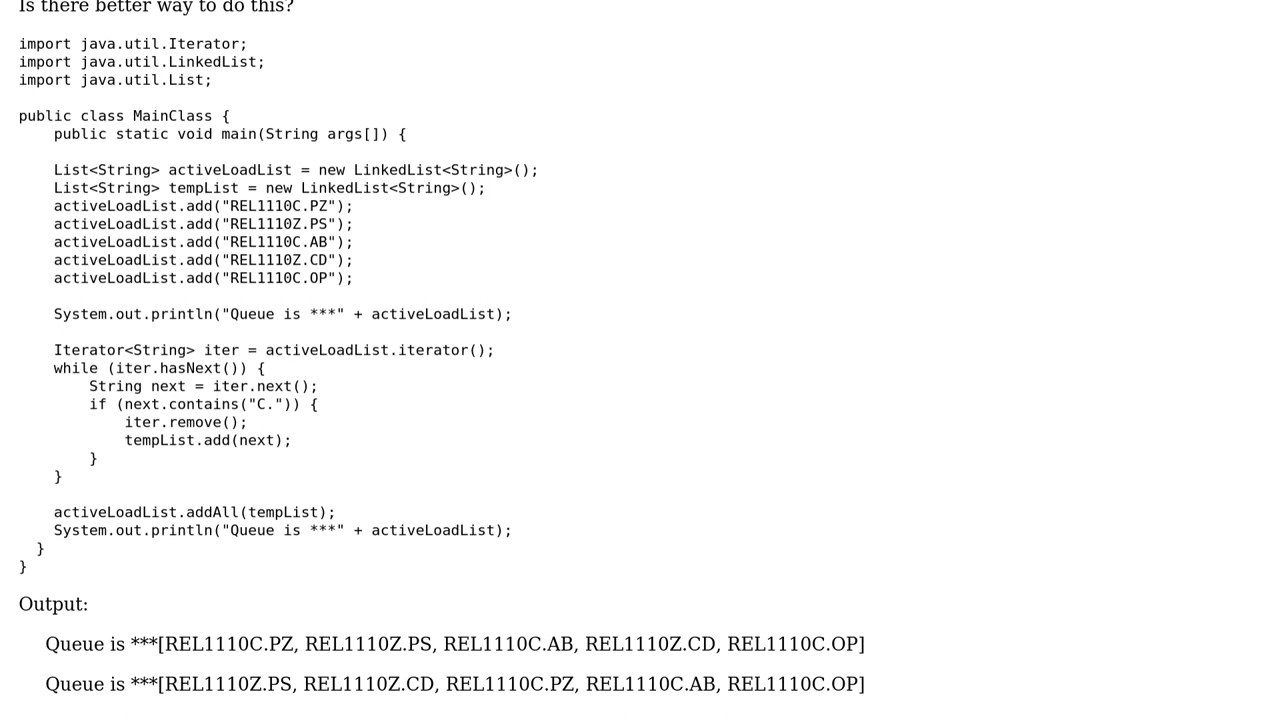 Is there better way to do this?
import java.util.Iterator;
import java.util.LinkedList;
import java.util.List;
public class MainClass {
    public static void main(String args[]) {
    List<String> activeLoadList = new LinkedList<String>();
    List<String> tempList = new LinkedList<String>();
    activeLoadList.add("REL1110C.PZ");
    activeLoadList.add("REL1110Z.PS");
    activeLoadList.add("REL1110C.AB");
    activeLoadList.add("REL1110Z.CD");
    activeLoadList.add("REL1110C.OP");
    System.out.println("Queue is ***" + activeLoadList);
    Iterator<String> iter = activeLoadList.iterator();
    while (iter.hasNext()) {
        String next = iter.next();
        if (next.contains("C.")) {
            iter.remove();
            tempList.add(next);
        }
    }
    activeLoadList.addAll(tempList);
    System.out.println("Queue is ***" + activeLoadList);
  }
}
Output:
Queue is ***[REL1110C.PZ, REL1110Z.PS, REL1110C.AB, REL1110Z.CD, REL1110C.OP]
Queue is ***[REL1110Z.PS, REL1110Z.CD, REL1110C.PZ, REL1110C.AB, REL1110C.OP]